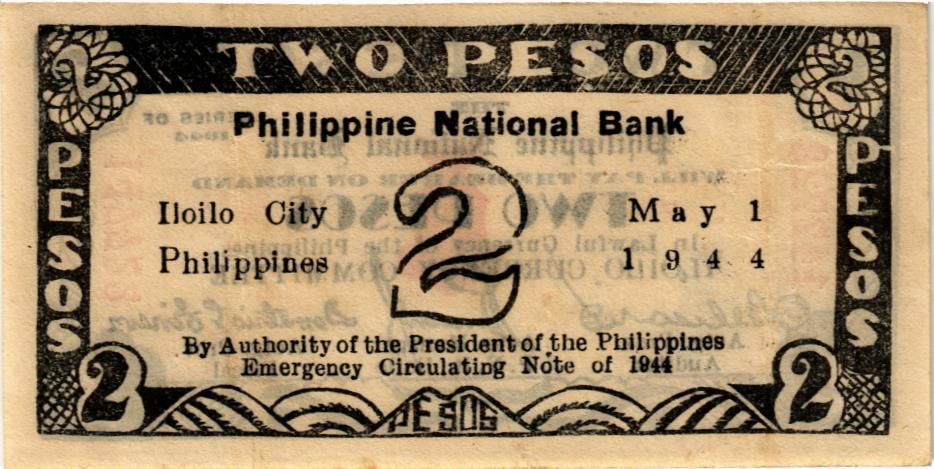 TWO PESOS
2 2
Philippine National Bank
PESOS
PESOS
2
Iloilo City May 1
Philippines 1944
By Authority of the President of the Philippines
Emergency Circulating Note of 1944
2 PESOS 2